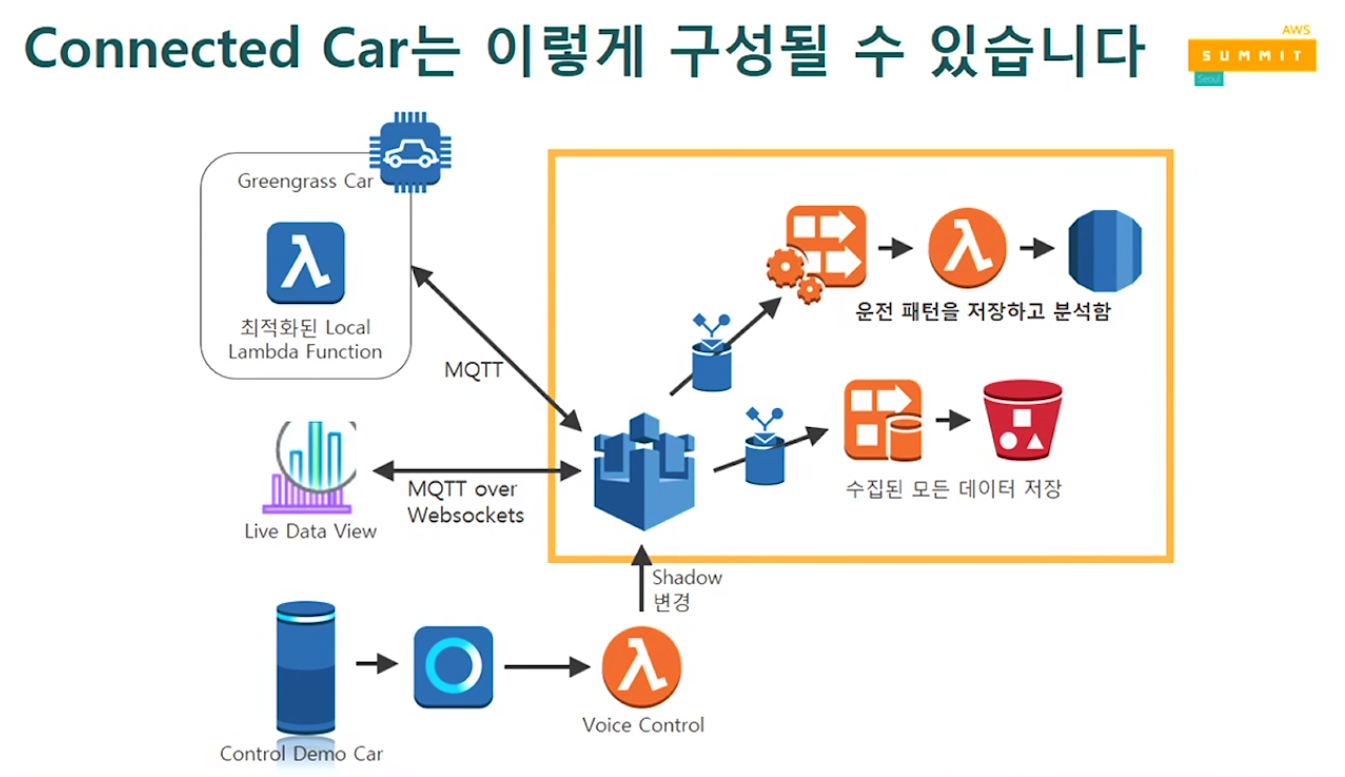 Connected Car는 이렇게 구성될 수 있습니다
AWS
SUMMIT
Seoul
Greengrass Car
최적화된 Local
Lambda Function
MQTT
운전 패턴을 저장하고 분석함
수집된 모든 데이터 저장
MQTT over
Websockets
Live Data View
Shadow
변경
Voice Control
Control Demo Car